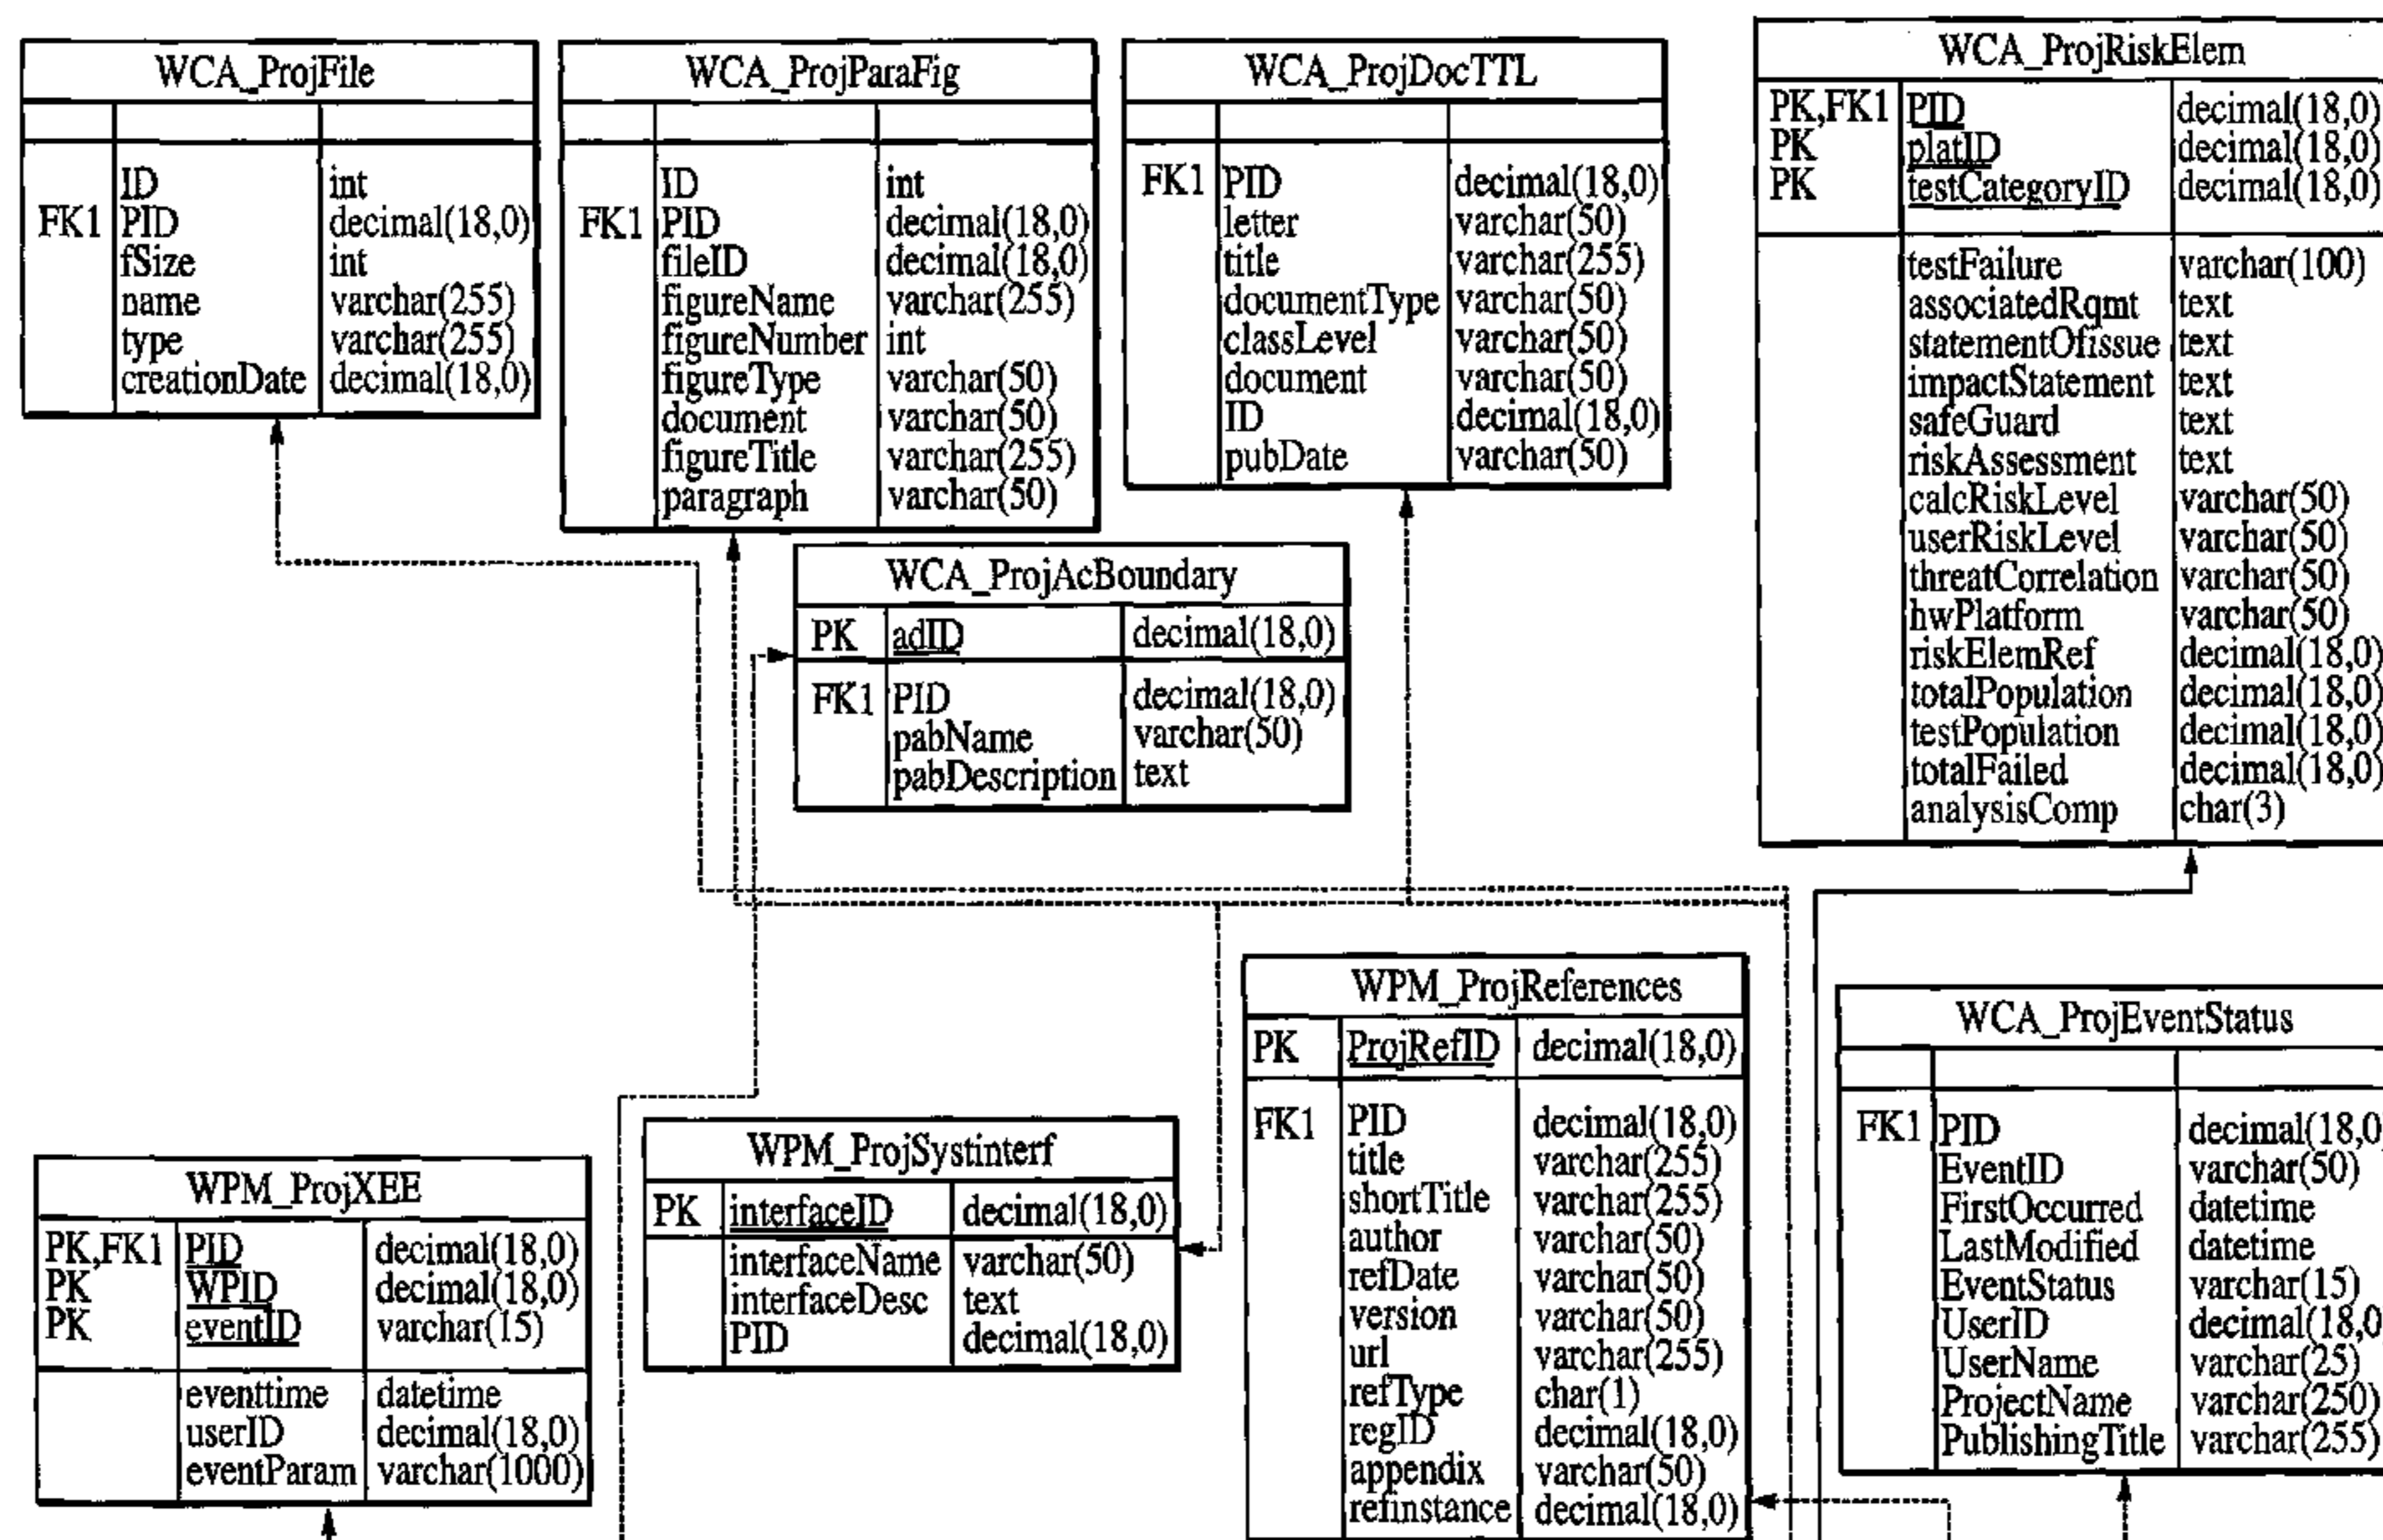 WCA_ProjFile
ID int
FK1 PID decimal(18,0)
fSize int
name varchar(255)
type varchar(255)
creationDate decimal(18,0)
WCA_ProjParaFig
ID int
FK1 PID decimal(18,0)
fileID decimal(18,0)
figureName varchar(255)
figureNumber int
figureType varchar(50)
document varchar(50)
figureTitle varchar(255)
paragraph varchar(50)
WCA_ProjDocTTL
FK1 PID decimal(18,0)
letter varchar(50)
title varchar(255)
documentType varchar(50)
classLevel varchar(50)
document varchar(50)
ID decimal(18,0)
pubDate varchar(50)
WCA_ProjRiskElem
PK,FK1 PID decimal(18,0)
PK platID decimal(18,0)
PK testCategoryID decimal(18,0)
testFailure varchar(100)
associatedRqmt text
statementOfissue text
impactStatement text
safeGuard text
riskAssessment text
calcRiskLevel varchar(50)
userRiskLevel varchar(50)
threatCorrelation varchar(50)
hwPlatform varchar(50)
riskElemRef decimal(18,0)
totalPopulation decimal(18,0)
testPopulation decimal(18,0)
totalFailed decimal(18,0)
analysisComp char(3)
WCA_ProjAcBoundary
PK adID decimal(18,0)
FK1 PID decimal(18,0)
pabName varchar(50)
pabDescription text
WPM_ProjXEE
PK,FK1 PID decimal(18,0)
PK WPID decimal(18,0)
PK eventID varchar(15)
eventtime datetime
userID decimal(18,0)
eventParam varchar(1000)
WPM_ProjSystinterf
PK interfaceID decimal(18,0)
interfaceName varchar(50)
interfaceDesc text
PID decimal(18,0)
WPM_ProjReferences
PK ProjRefID decimal(18,0)
FK1 PID decimal(18,0)
title varchar(255)
shortTitle varchar(255)
author varchar(50)
refDate varchar(50)
version varchar(50)
url varchar(255)
refType char(1)
regID decimal(18,0)
appendix varchar(50)
refinstance decimal(18,0)
WCA_ProjEventStatus
FK1 PID decimal(18,0
EventID varchar(50)
FirstOccurred datetime
LastModified datetime
EventStatus varchar(15)
UserID decimal(18,0
UserName varchar(25)
ProjectName varchar(250)
PublishingTitle varchar(255)